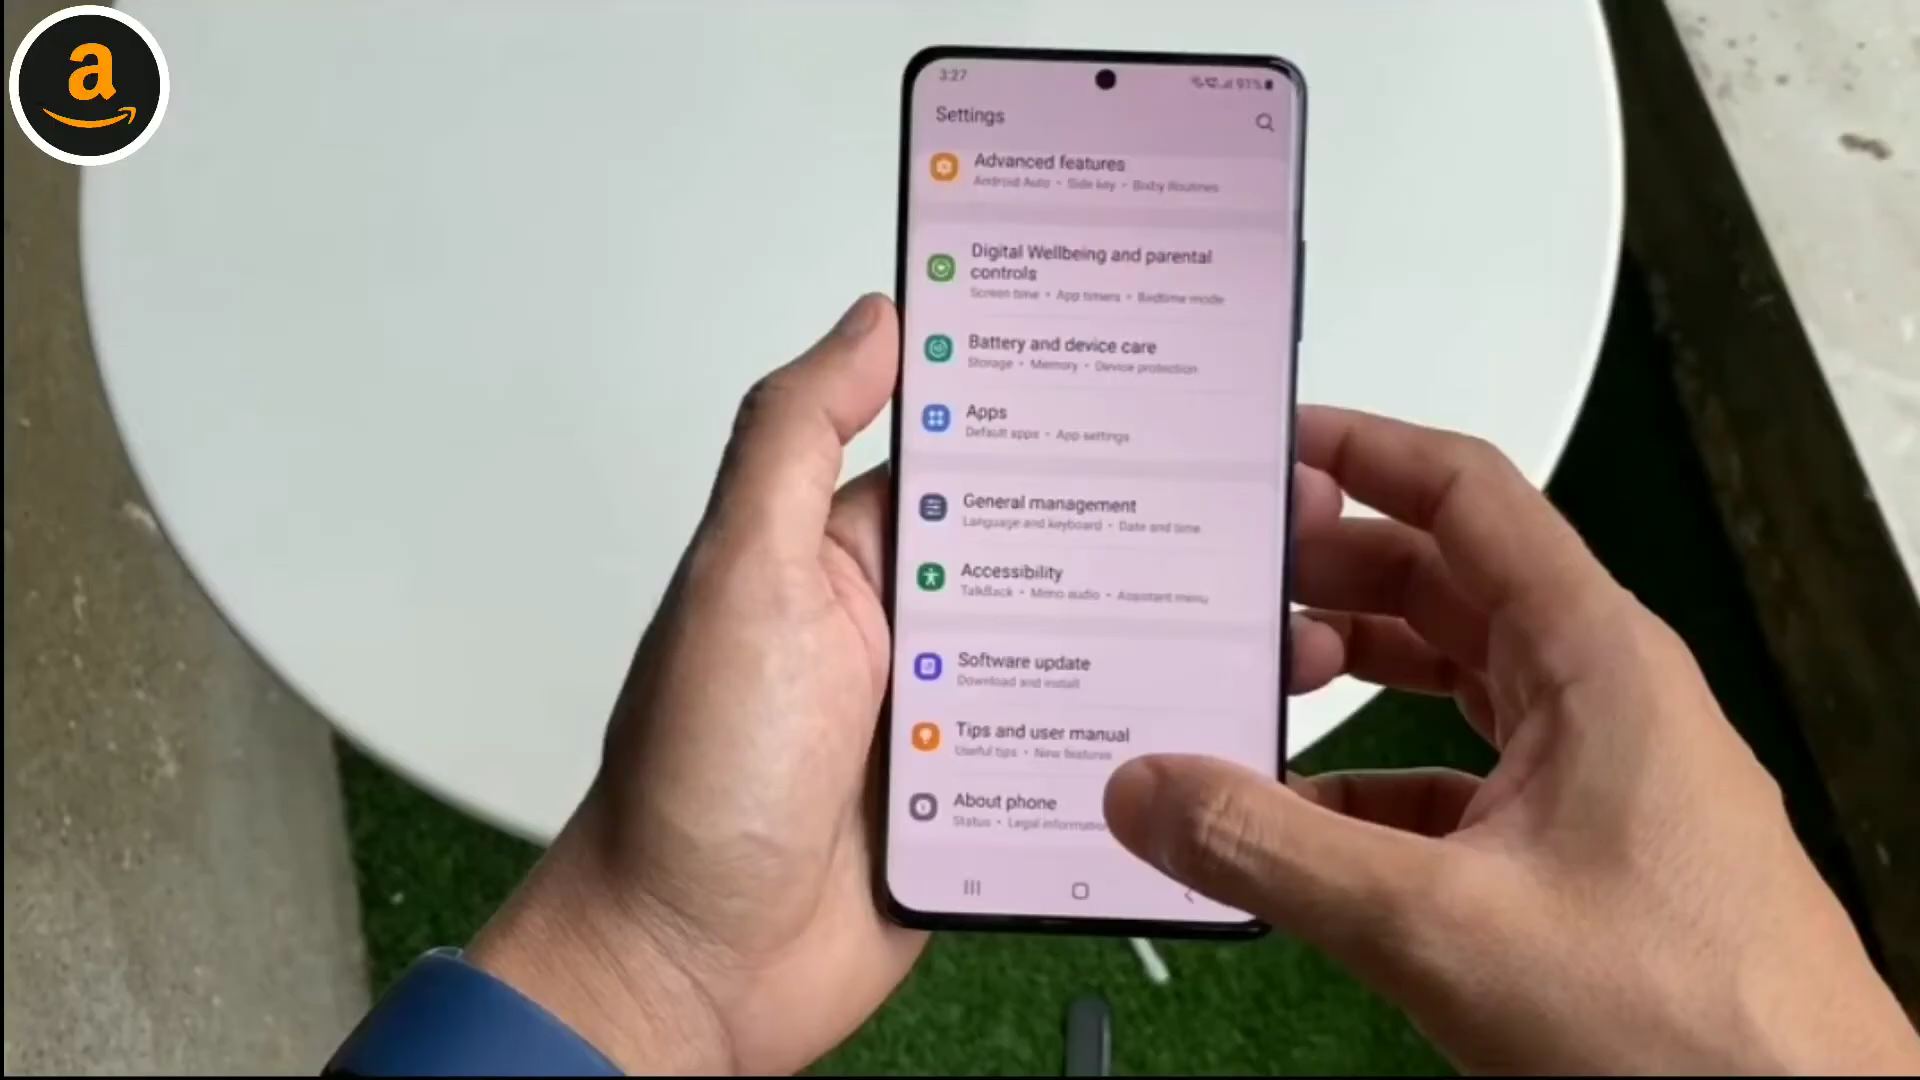 a
3:27
91%
Settings
Advanced features
Android Auto • Side key • Bixby Routines
Digital Wellbeing and parental
controls
Screen time • App timers • Bedtime mode
Battery and device care
Storage • Memory • Device protection
Apps
Default apps • App settings
General management
Language and keyboard • Date and time
Accessibility
TalkBack • Mono audio • Assistant menu
Software update
Download and install
Tips and user manual
Useful tips • New features
About phone
Status • Legal information